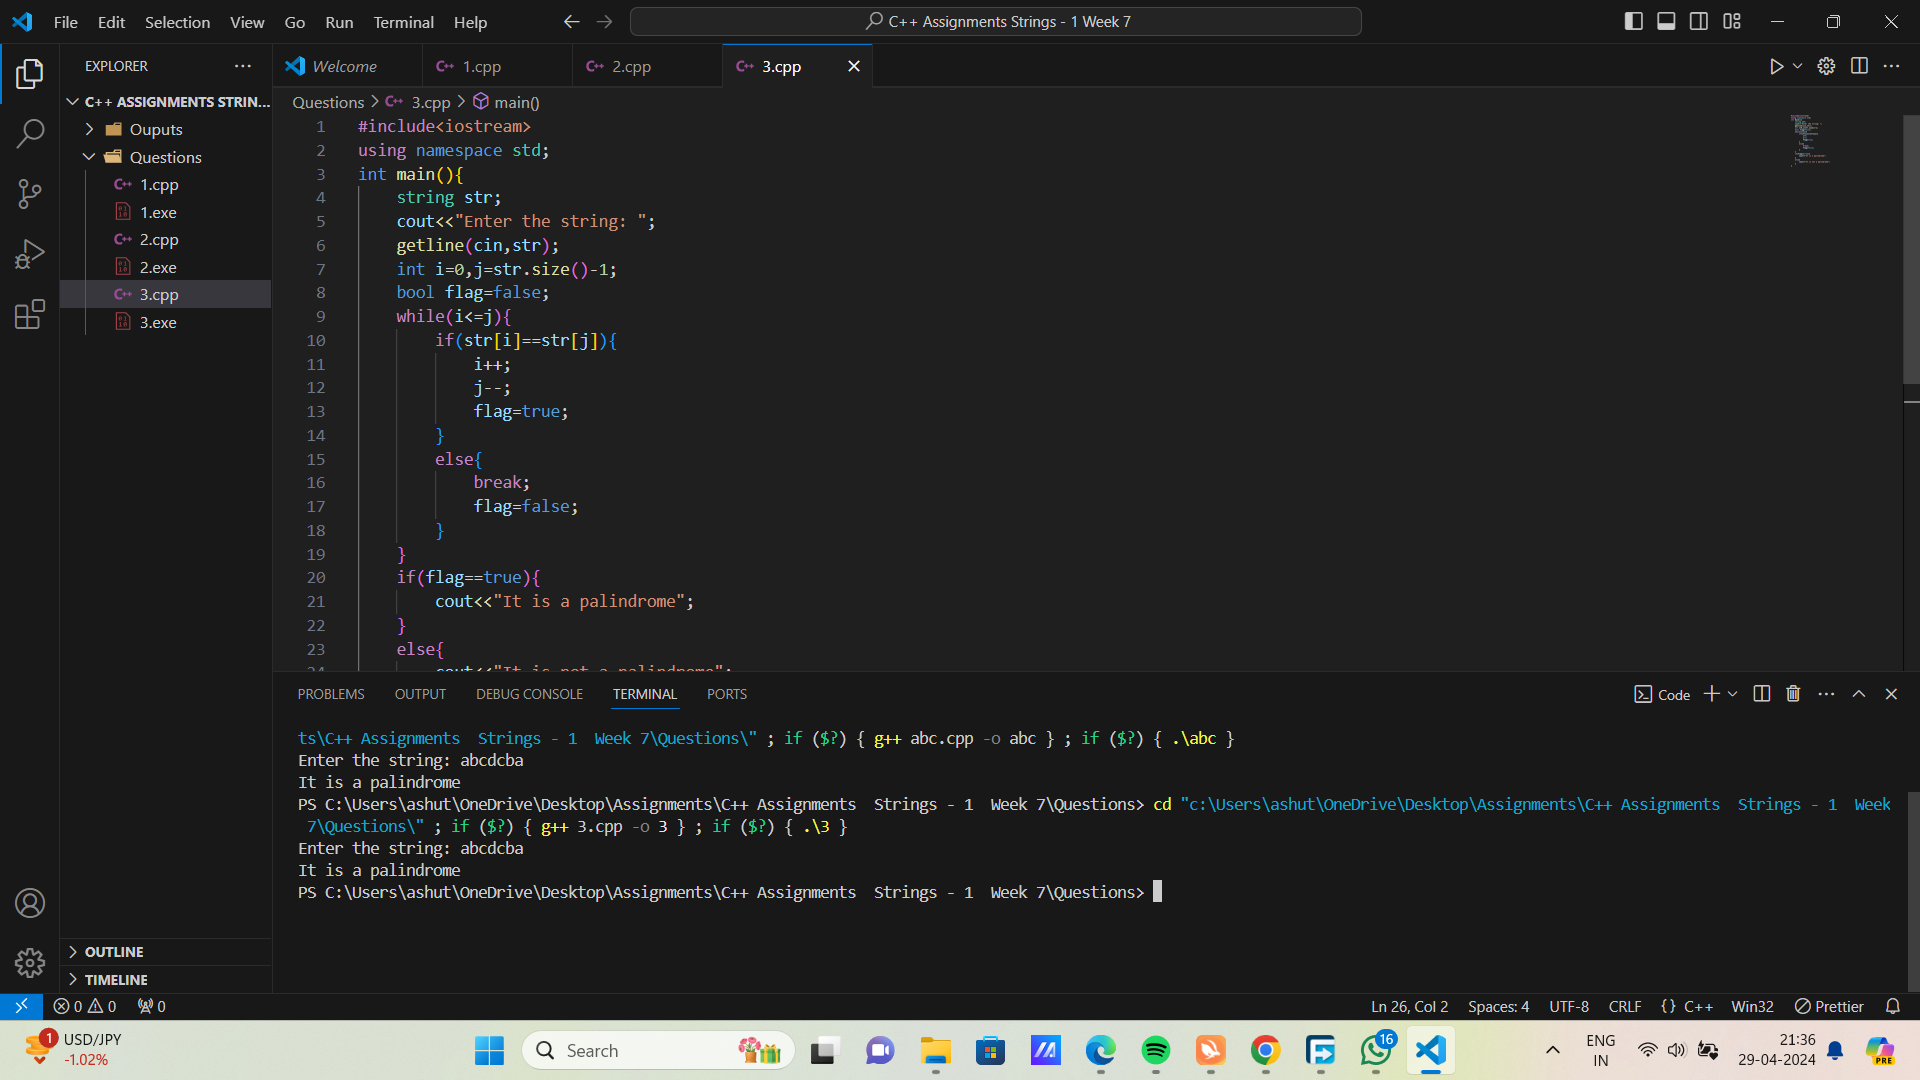 File Edit Selection View Go Run Terminal Help
C++ Assignments Strings - 1 Week 7
EXPLORER
Welcome
1.cpp
2.cpp
3.cpp
C++ ASSIGNMENTS STRIN...
Ouputs
Questions
1.cpp
1.exe
2.cpp
2.exe
3.cpp
3.exe
Questions > 3.cpp > main()
1 #include<iostream>
2 using namespace std;
3 int main(){
4 string str;
5 cout<<"Enter the string: ";
6 getline(cin,str);
7 int i=0,j=str.size()-1;
8 bool flag=false;
9 while(i<=j){
10 if(str[i]==str[j]){
11 i++;
12 j--;
13 flag=true;
14 }
15 else{
16 break;
17 flag=false;
18 }
19 }
20 if(flag==true){
21 cout<<"It is a palindrome";
22 }
23 else{
24 cout<<"It is not a palindrome";
PROBLEMS OUTPUT DEBUG CONSOLE TERMINAL PORTS
Code
ts\C++ Assignments  Strings - 1  Week 7\Questions\" ; if ($?) { g++ abc.cpp -o abc } ; if ($?) { .\abc }
Enter the string: abcdcba
It is a palindrome
PS C:\Users\ashut\OneDrive\Desktop\Assignments\C++ Assignments  Strings - 1  Week 7\Questions> cd "c:\Users\ashut\OneDrive\Desktop\Assignments\C++ Assignments  Strings - 1  Week
7\Questions\" ; if ($?) { g++ 3.cpp -o 3 } ; if ($?) { .\3 }
Enter the string: abcdcba
It is a palindrome
PS C:\Users\ashut\OneDrive\Desktop\Assignments\C++ Assignments  Strings - 1  Week 7\Questions>
OUTLINE
TIMELINE
0 0 0
Ln 26, Col 2 Spaces: 4 UTF-8 CRLF {} C++ Win32 Prettier
1
USD/JPY
-1.02%
Search
16
PRE
ENG
IN
21:36
29-04-2024